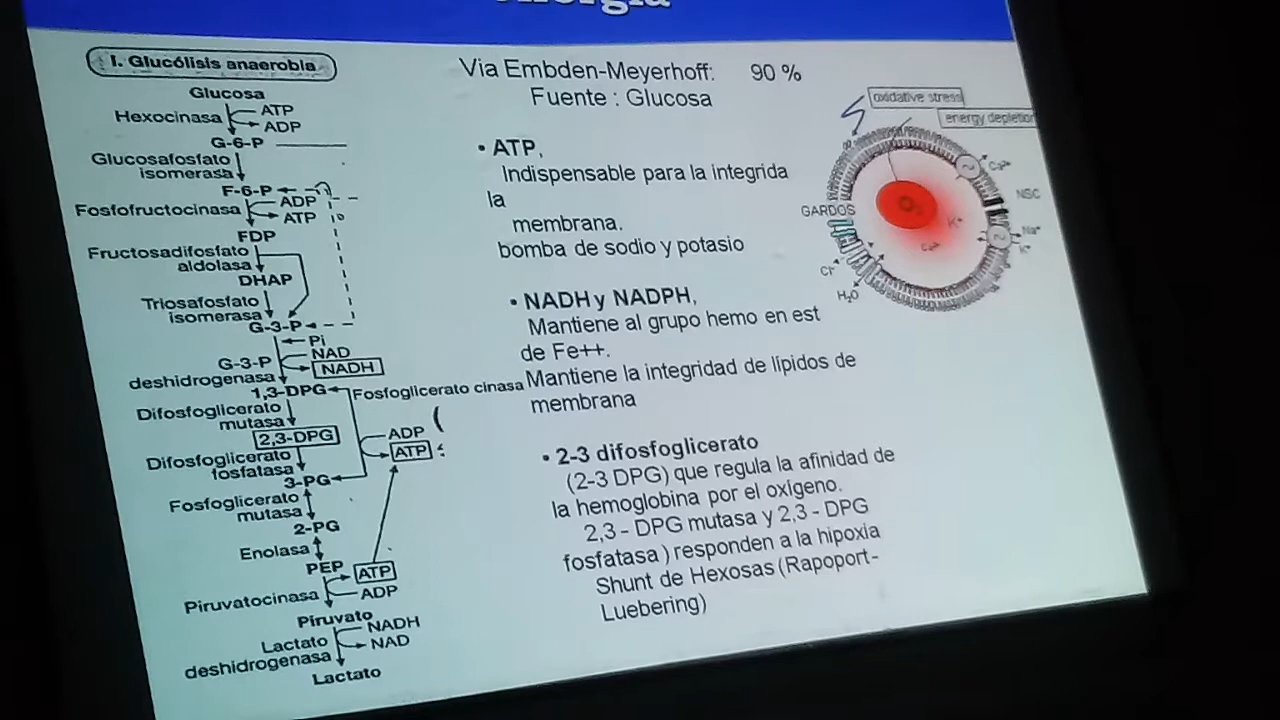 energía
I. Glucólisis anaerobia
Glucosa
Hexocinasa
ATP
ADP
G-6-P
Glucosafosfato
isomerasa
F-6-P
Fosfofructocinasa
ADP
ATP
FDP
Fructosadifosfato
aldolasa
DHAP
Triosafosfato
isomerasa
G-3-P
Pi
NAD
NADH
G-3-P
deshidrogenasa
1,3-DPG
Fosfoglicerato cinasa
Difosfoglicerato
mutasa
2,3-DPG
ADP
ATP
Difosfoglicerato
fosfatasa
3-PG
Fosfoglicerato
mutasa
2-PG
Enolasa
PEP
ATP
ADP
Piruvatocinasa
Piruvato
NADH
NAD
Lactato
deshidrogenasa
Lactato
Via Embden-Meyerhoff: 90 %
Fuente : Glucosa
• ATP,
Indispensable para la integrida
la
membrana.
bomba de sodio y potasio
• NADH y NADPH,
Mantiene al grupo hemo en est
de Fe++.
Mantiene la integridad de lípidos de
membrana
• 2-3 difosfoglicerato
(2-3 DPG) que regula la afinidad de
la hemoglobina por el oxígeno.
2,3 - DPG mutasa y 2,3 - DPG
fosfatasa ) responden a la hipoxia
Shunt de Hexosas (Rapoport-
Luebering)
oxidative stress
energy depletion
Ca²⁺
NSC
GARDOS
O₂
K⁺
Ca²⁺
Na⁺
K⁺
Cl⁻
H₂O